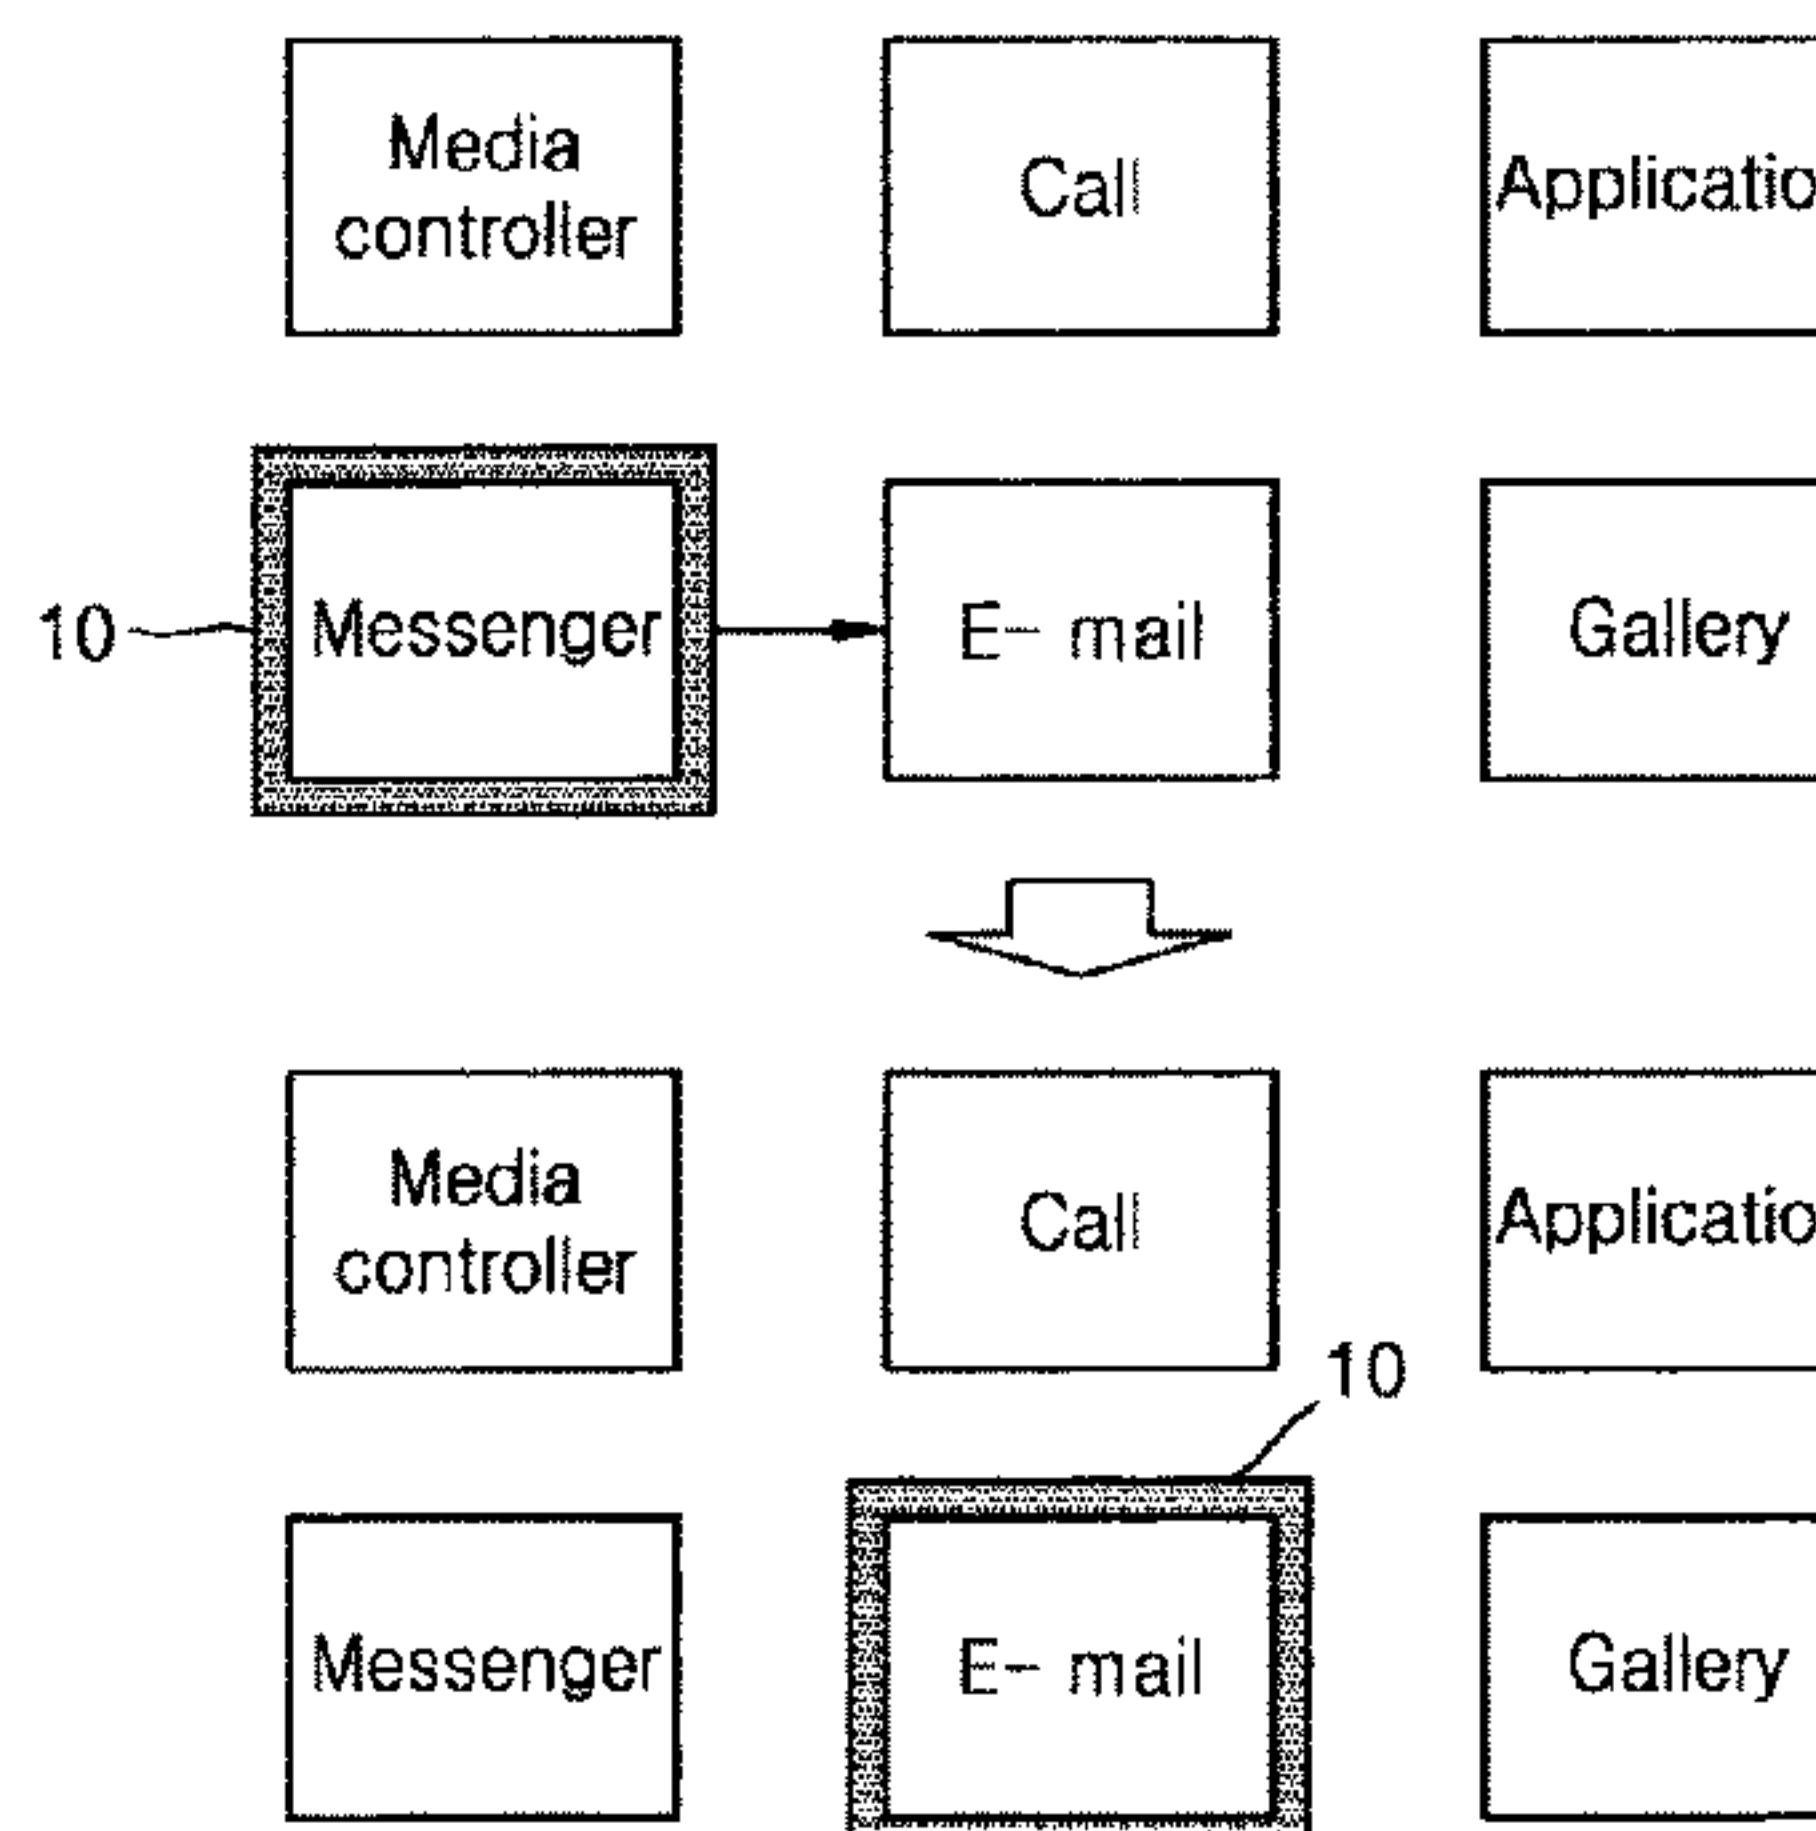 Media
controller
Call
Applicatio
10
Messenger
E- mail
Gallery
Media
controller
Call
Applicatio
10
Messenger
E- mail
Gallery